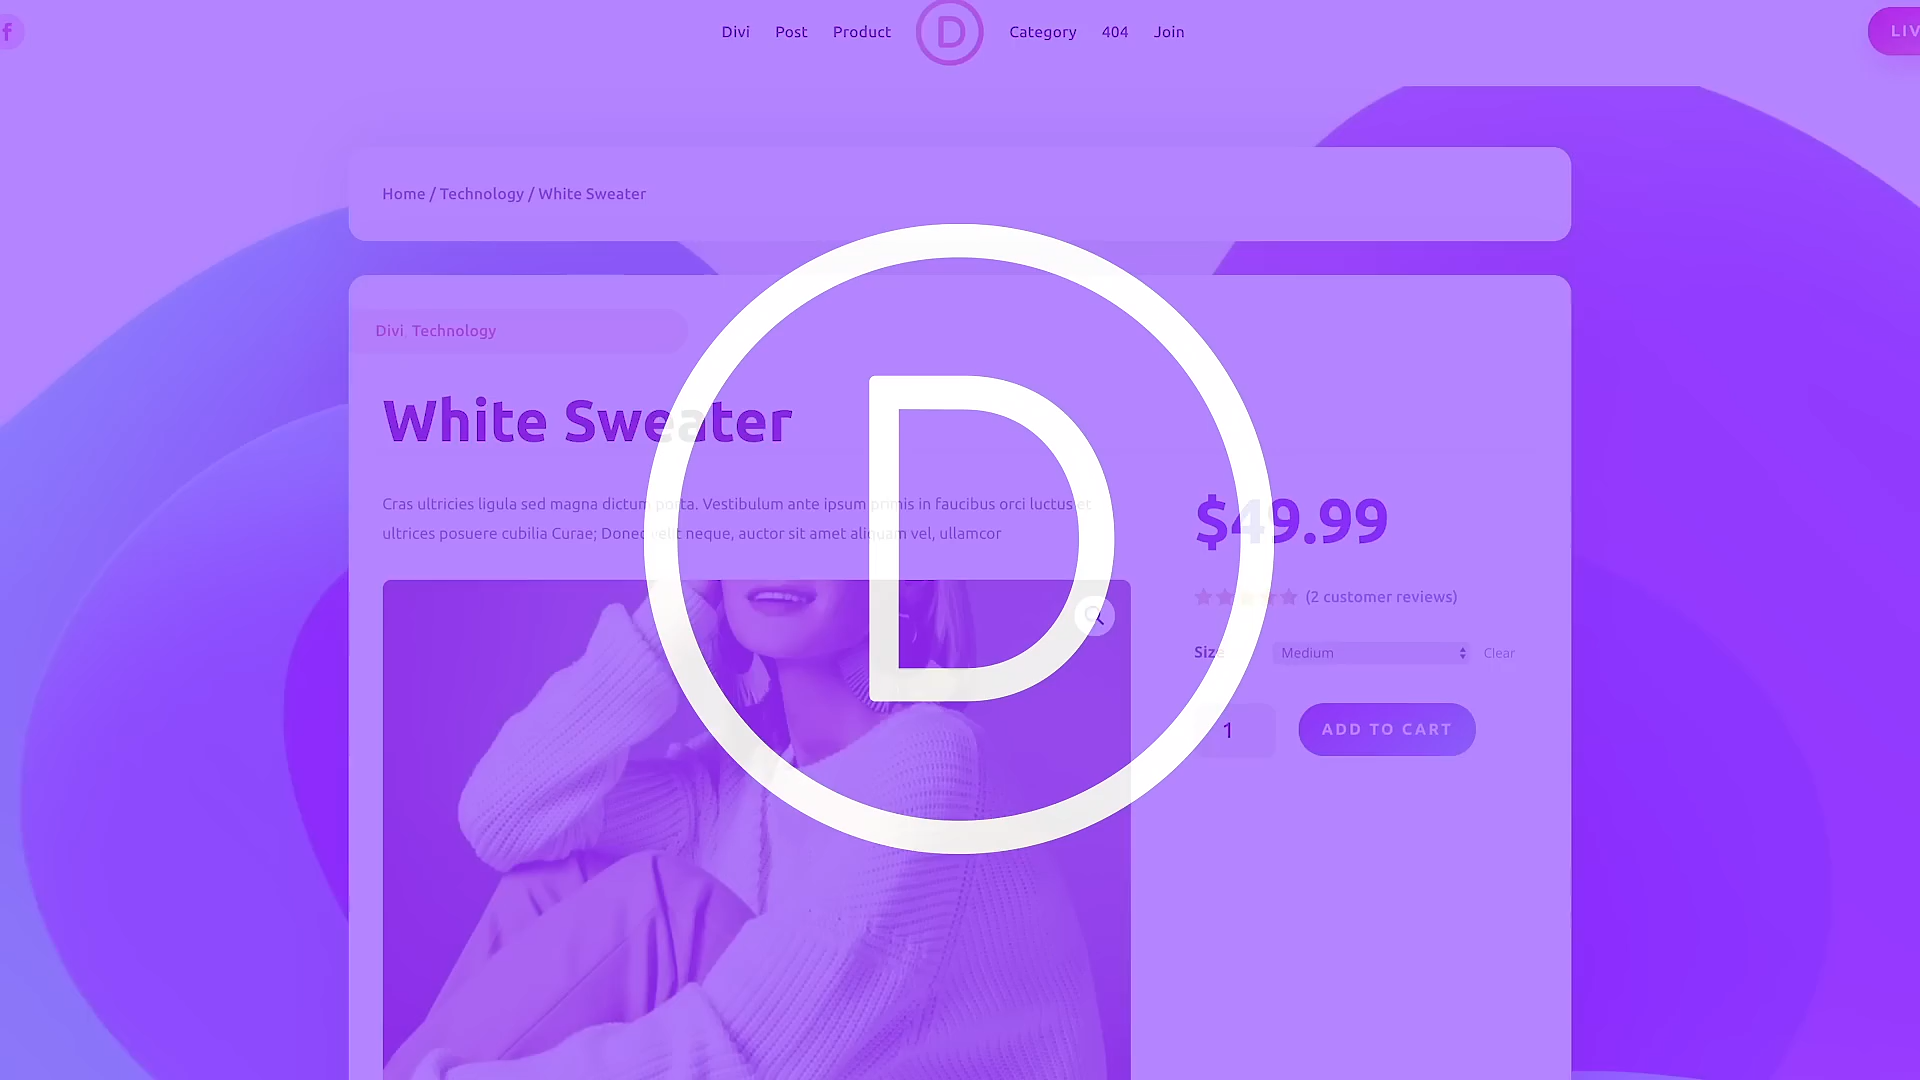 f
Divi Post Product D Category 404 Join
LIV
Home / Technology / White Sweater
Divi Technology
White Sweater
Cras ultricies ligula sed magna dictum porta. Vestibulum ante ipsum primis in faucibus orci luctus et
ultrices posuere cubilia Curae; Donec velit neque, auctor sit amet aliquam vel, ullamcor
D
$49.99
(2 customer reviews)
Size Medium Clear
1 ADD TO CART